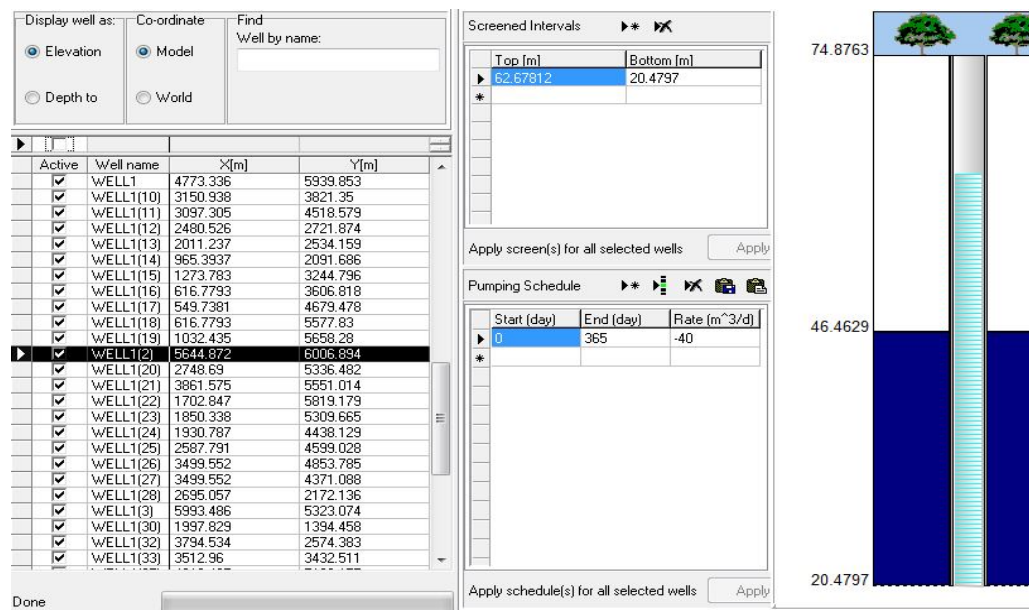 Display well as: Co-ordinate Find
Well by name:
Elevation Model
Depth to World
Active Well name X[m] Y[m]
WELL1 4773.336 5939.853
WELL1(10) 3150.938 3821.35
WELL1(11) 3097.305 4518.579
WELL1(12) 2480.526 2721.874
WELL1(13) 2011.237 2534.159
WELL1(14) 965.3937 2091.686
WELL1(15) 1273.783 3244.796
WELL1(16) 616.7793 3606.818
WELL1(17) 549.7381 4679.478
WELL1(18) 616.7793 5577.83
WELL1(19) 1032.435 5658.28
WELL1(2) 5644.872 6006.894
WELL1(20) 2748.69 5336.482
WELL1(21) 3861.575 5551.014
WELL1(22) 1702.847 5819.179
WELL1(23) 1850.338 5309.665
WELL1(24) 1930.787 4438.129
WELL1(25) 2587.791 4599.028
WELL1(26) 3499.552 4853.785
WELL1(27) 3499.552 4371.088
WELL1(28) 2695.057 2172.136
WELL1(3) 5993.486 5323.074
WELL1(30) 1997.829 1394.458
WELL1(32) 3794.534 2574.383
WELL1(33) 3512.96 3432.511
Done
Screened Intervals
Top [m] Bottom [m]
62.67812 20.4797
Apply screen(s) for all selected wells Apply
Pumping Schedule
Start (day) End (day) Rate (m^3/d)
0 365 -40
Apply schedule(s) for all selected wells Apply
74.8763
46.4629
20.4797